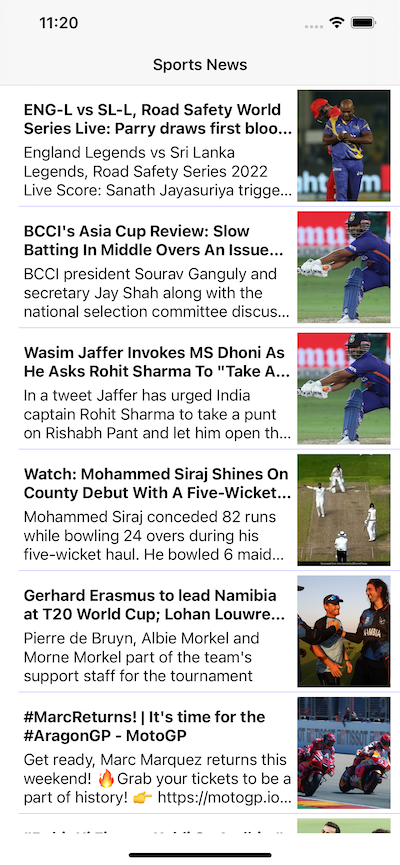 11:20
Sports News
ENG-L vs SL-L, Road Safety World
Series Live: Parry draws first bloo...
England Legends vs Sri Lanka
Legends, Road Safety Series 2022
Live Score: Sanath Jayasuriya trigge...
BCCI's Asia Cup Review: Slow
Batting In Middle Overs An Issue...
BCCI president Sourav Ganguly and
secretary Jay Shah along with the
national selection committee discus...
Wasim Jaffer Invokes MS Dhoni As
He Asks Rohit Sharma To "Take A...
In a tweet Jaffer has urged India
captain Rohit Sharma to take a punt
on Rishabh Pant and let him open th...
Watch: Mohammed Siraj Shines On
County Debut With A Five-Wicket...
Mohammed Siraj conceded 82 runs
while bowling 24 overs during his
five-wicket haul. He bowled 6 maid...
Gerhard Erasmus to lead Namibia
at T20 World Cup; Lohan Louwre...
Pierre de Bruyn, Albie Morkel and
Morne Morkel part of the team's
support staff for the tournament
NAMIBIA
#MarcReturns! | It's time for the
#AragonGP - MotoGP
Get ready, Marc Marquez returns this
weekend! 🔥Grab your tickets to be a
part of history! 👉 https://motogp.io...